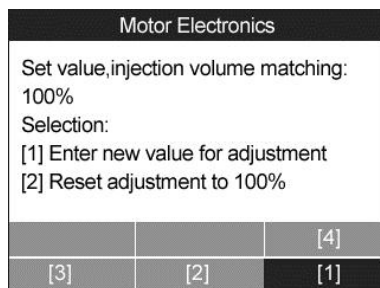 Motor Electronics
Set value,injection volume matching:
100%
Selection:
[1] Enter new value for adjustment
[2] Reset adjustment to 100%
[4]
[3] [2] [1]